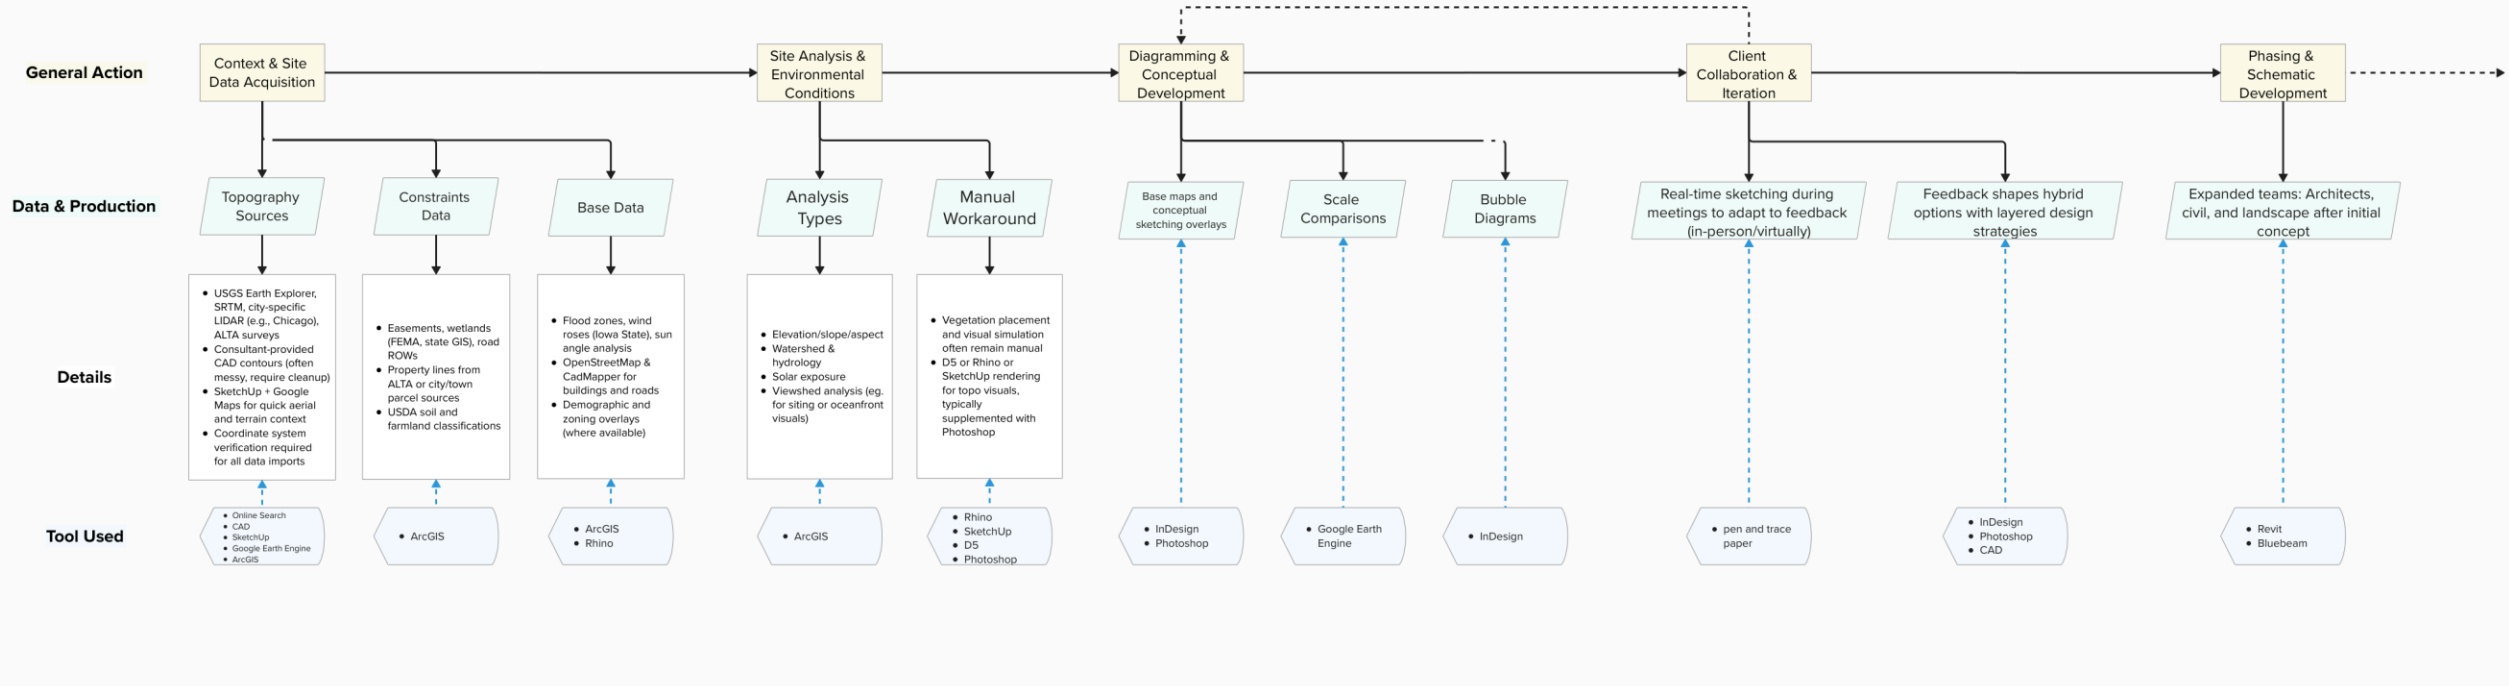 General Action
Context & Site
Data Acquisition
Site Analysis &
Environmental
Conditions
Diagramming &
Conceptual
Development
Client
Collaboration &
Iteration
Phasing &
Schematic
Development
Data & Production
Topography
Sources
Constraints
Data
Base Data
Analysis
Types
Manual
Workaround
Base maps and
conceptual
sketching overlays
Scale
Comparisons
Bubble
Diagrams
Real-time sketching during
meetings to adapt to feedback
(in-person/virtually)
Feedback shapes hybrid
options with layered design
strategies
Expanded teams: Architects,
civil, and landscape after initial
concept
Details
• USGS Earth Explorer,
SRTM, city-specific
LIDAR (e.g., Chicago),
ALTA surveys
• Consultant-provided
CAD contours (often
messy, require cleanup)
• SketchUp + Google
Maps for quick aerial
and terrain context
• Coordinate system
verification required
for all data imports
• Easements, wetlands
(FEMA, state GIS), road
ROWs
• Property lines from
ALTA or city/town
parcel sources
• USDA soil and
farmland classifications
• Flood zones, wind
roses (Iowa State), sun
angle analysis
• OpenStreetMap &
CadMapper for
buildings and roads
• Demographic and
zoning overlays
(where available)
• Elevation/slope/aspect
• Watershed &
hydrology
• Solar exposure
• Viewshed analysis (eg.
for siting or oceanfront
visuals)
• Vegetation placement
and visual simulation
often remain manual
• D5 or Rhino or
SketchUp rendering
for topo visuals,
typically
supplemented with
Photoshop
Tool Used
• Online Search
• CAD
• SketchUp
• Google Earth Engine
• ArcGIS
• ArcGIS
• ArcGIS
• Rhino
• ArcGIS
• Rhino
• SketchUp
• D5
• Photoshop
• InDesign
• Photoshop
• Google Earth
Engine
• InDesign
• pen and trace
paper
• InDesign
• Photoshop
• CAD
• Revit
• Bluebeam